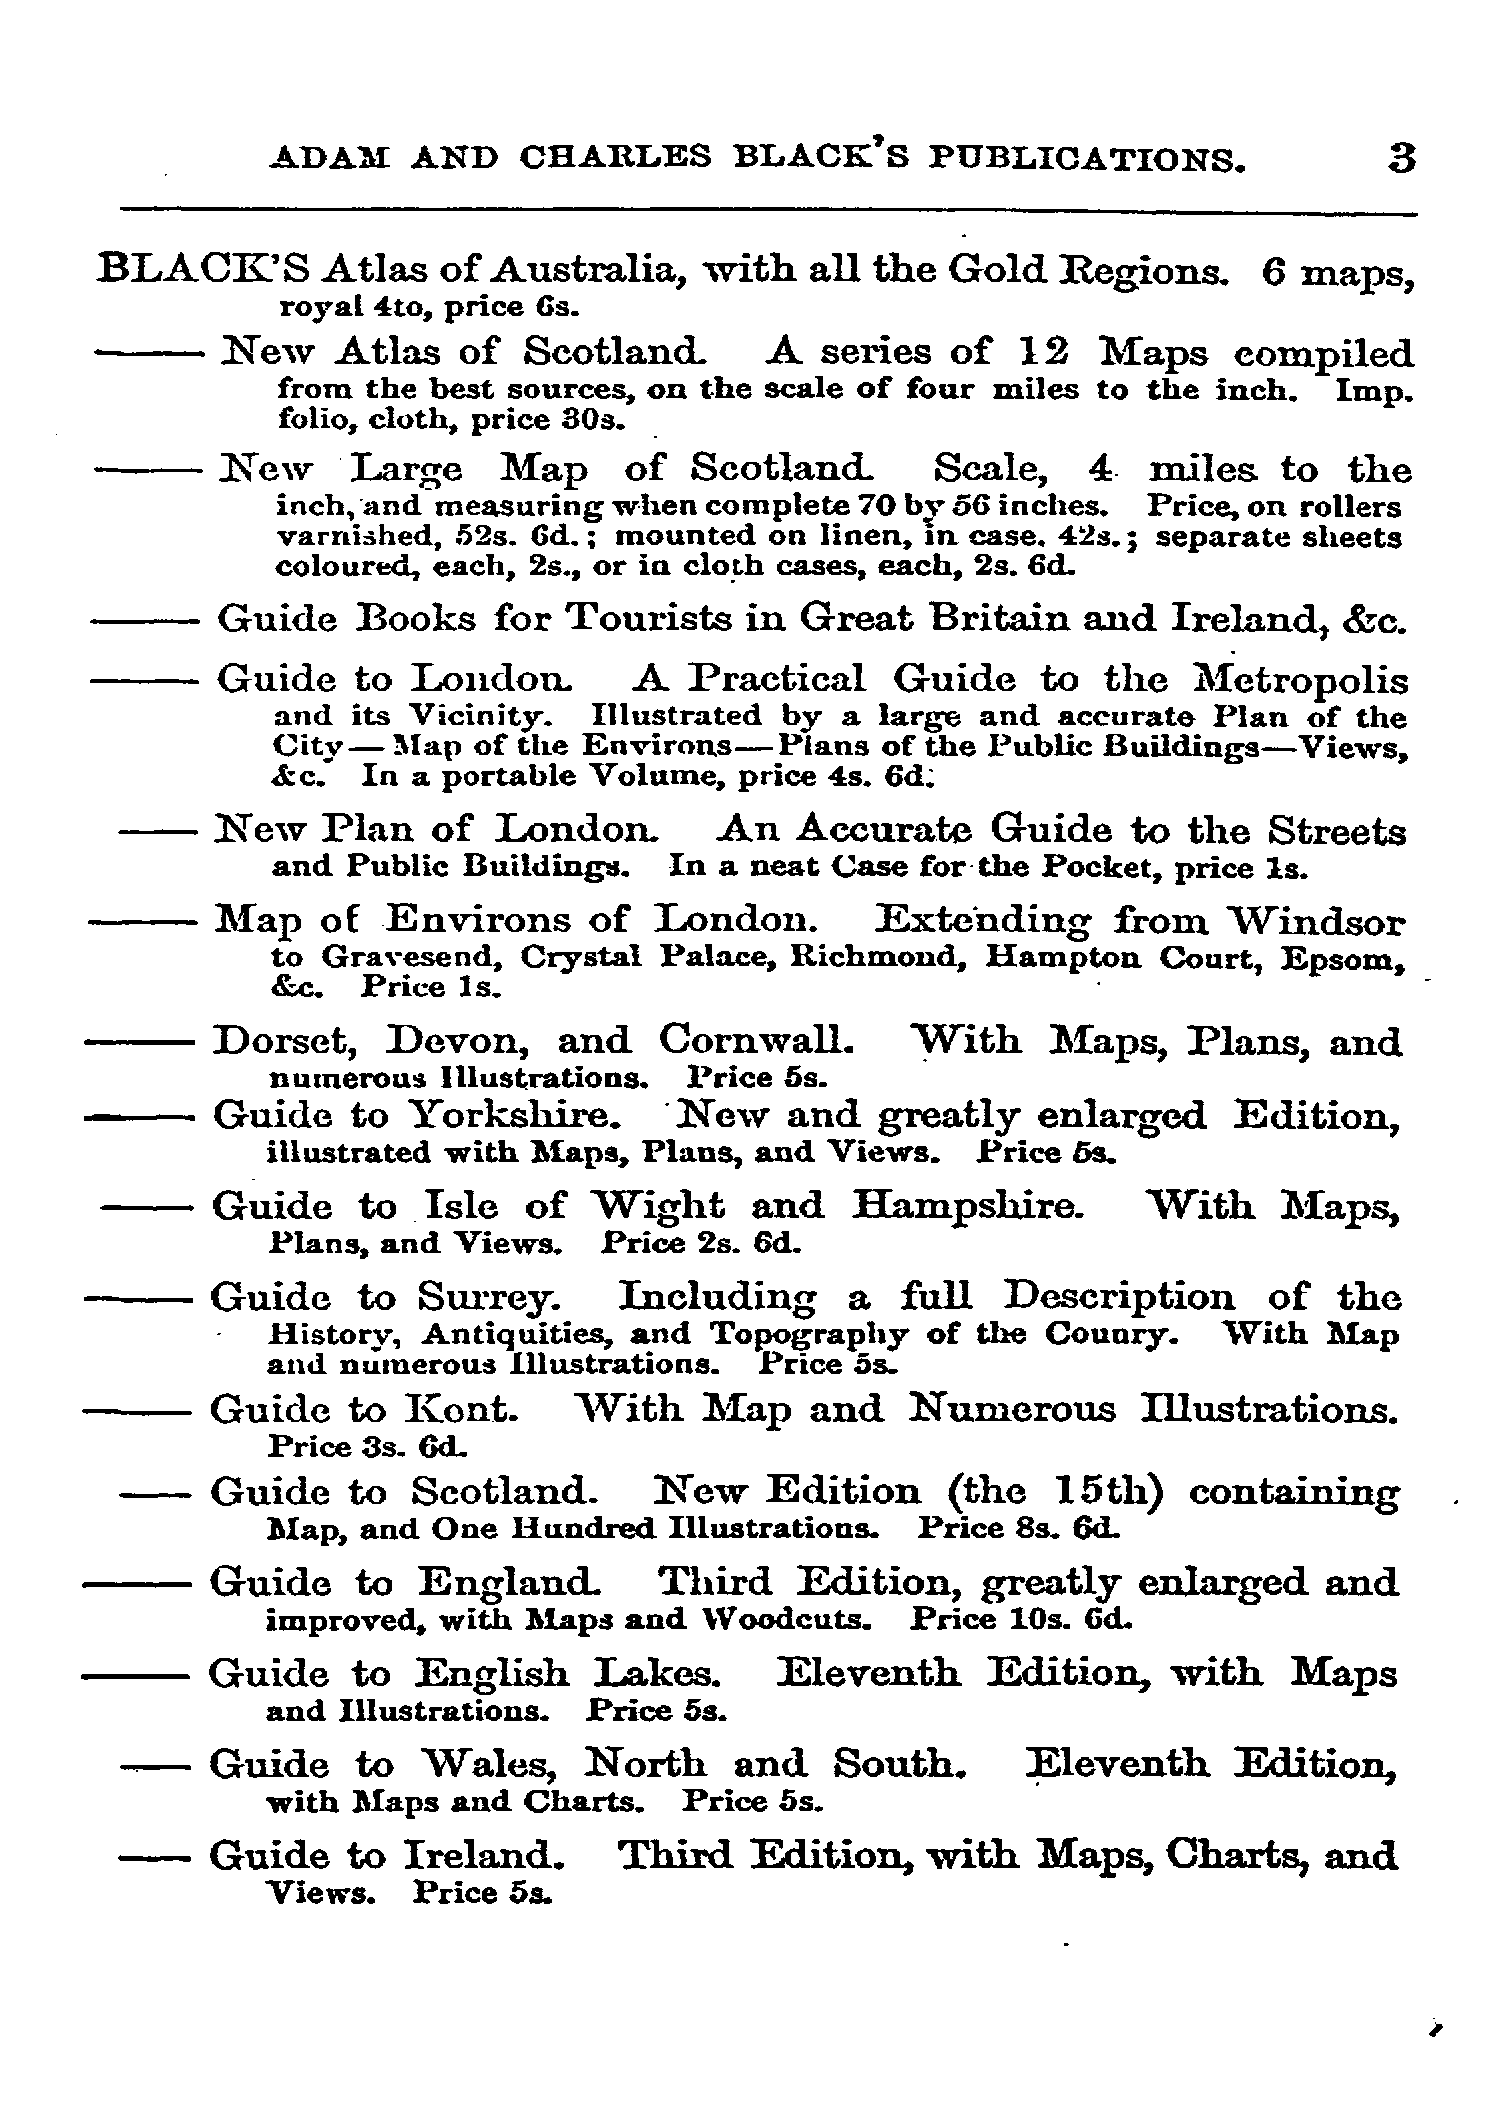 ADAM AND CHARLES BLACK'S PUBLICATIONS. 3
BLACK'S Atlas of Australia, with all the Gold Regions. 6 maps,
royal 4to, price 6s.
—— New Atlas of Scotland. A series of 12 Maps compiled
from the best sources, on the scale of four miles to the inch. Imp.
folio, cloth, price 30s.
—— New Large Map of Scotland. Scale, 4 miles to the
inch, and measuring when complete 70 by 56 inches. Price, on rollers
varnished, 52s. 6d.; mounted on linen, in case. 42s.; separate sheets
coloured, each, 2s., or in cloth cases, each, 2s. 6d.
—— Guide Books for Tourists in Great Britain and Ireland, &c.
—— Guide to London. A Practical Guide to the Metropolis
and its Vicinity. Illustrated by a large and accurate Plan of the
City—Map of the Environs—Plans of the Public Buildings—Views,
&c. In a portable Volume, price 4s. 6d.
—— New Plan of London. An Accurate Guide to the Streets
and Public Buildings. In a neat Case for the Pocket, price 1s.
—— Map of Environs of London. Extending from Windsor
to Gravesend, Crystal Palace, Richmond, Hampton Court, Epsom,
&c. Price 1s.
—— Dorset, Devon, and Cornwall. With Maps, Plans, and
numerous Illustrations. Price 5s.
—— Guide to Yorkshire. New and greatly enlarged Edition,
illustrated with Maps, Plans, and Views. Price 5s.
—— Guide to Isle of Wight and Hampshire. With Maps,
Plans, and Views. Price 2s. 6d.
—— Guide to Surrey. Including a full Description of the
History, Antiquities, and Topography of the Counry. With Map
and numerous Illustrations. Price 5s.
—— Guide to Kont. With Map and Numerous Illustrations.
Price 3s. 6d.
—— Guide to Scotland. New Edition (the 15th) containing
Map, and One Hundred Illustrations. Price 8s. 6d.
—— Guide to England. Third Edition, greatly enlarged and
improved, with Maps and Woodcuts. Price 10s. 6d.
—— Guide to English Lakes. Eleventh Edition, with Maps
and Illustrations. Price 5s.
—— Guide to Wales, North and South. Eleventh Edition,
with Maps and Charts. Price 5s.
—— Guide to Ireland. Third Edition, with Maps, Charts, and
Views. Price 5s.